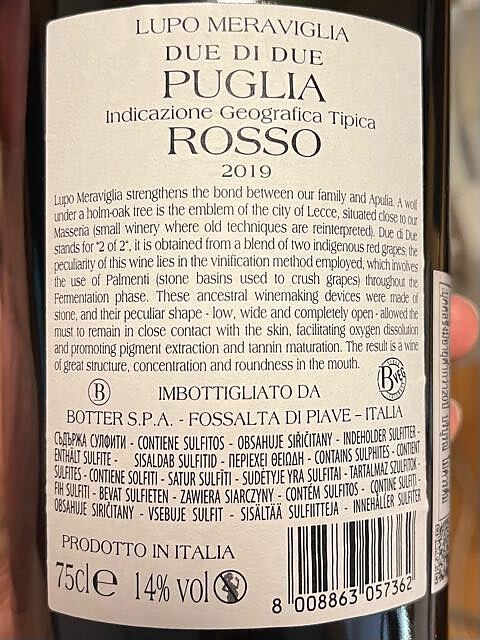 LUPO MERAVIGLIA
DUE DI DUE
PUGLIA
Indicazione Geografica Tipica
ROSSO
2019
Lupo Meraviglia strengthens the bond between our family and Apulia. A wolf
under a holm-oak tree is the emblem of the city of Lecce, situated close to our
Masseria (small winery where old techniques are reinterpreted). Due di Due
stands for "2 of 2", it is obtained from a blend of two indigenous red grapes; the
peculiarity of this wine lies in the vinification method employed, which involves
the use of Palmenti (stone basins used to crush grapes) throughout the
Fermentation phase. These ancestral winemaking devices were made of
stone, and their peculiar shape - low, wide and completely open - allowed the
must to remain in close contact with the skin, facilitating oxygen dissolution
and promoting pigment extraction and tannin maturation. The result is a wine
of great structure, concentration and roundness in the mouth.
B
BVEG
IMBOTTIGLIATO DA
BOTTER S.P.A. - FOSSALTA DI PIAVE - ITALIA
СЪДЪРЖА СУЛФИТИ - CONTIENE SULFITOS - OBSAHUJE SIŘIČITANY - INDEHOLDER SULFITTER -
ENTHÄLT SULFITE - SISALDAB SULFITID - ΠΕΡΙΕΧΕΙ ΘΕΙΩΔΗ - CONTAINS SULPHITES - CONTIENT
SULFITES - CONTIENE SOLFITI - SATUR SULFĪTI - SUDĖTYJE YRA SULFITAI - TARTALMAZ SZULFITOK -
FIH SULFITI - BEVAT SULFIETEN - ZAWIERA SIARCZYNY - CONTÉM SULFITOS - CONȚINE SULFIȚI -
OBSAHUJE SIRIČITANY - VSEBUJE SULFIT - SISÄLTÄÄ SULFIITTEJA - INNEHÅLLER SULFITER
PRODOTTO IN ITALIA
75cl e 14% vol
8 008863 057362